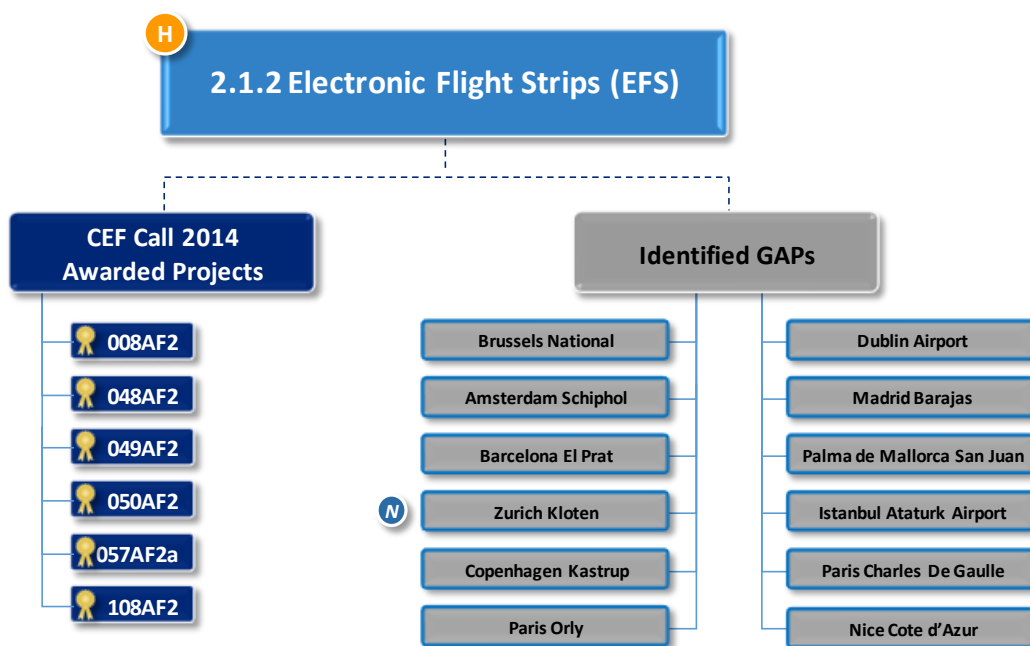 H
2.1.2 Electronic Flight Strips (EFS)
CEF Call 2014
Awarded Projects
Identified GAPs
008AF2
048AF2
049AF2
050AF2
057AF2a
108AF2
Brussels National
Amsterdam Schiphol
Barcelona El Prat
N
Zurich Kloten
Copenhagen Kastrup
Paris Orly
Dublin Airport
Madrid Barajas
Palma de Mallorca San Juan
Istanbul Ataturk Airport
Paris Charles De Gaulle
Nice Cote d'Azur